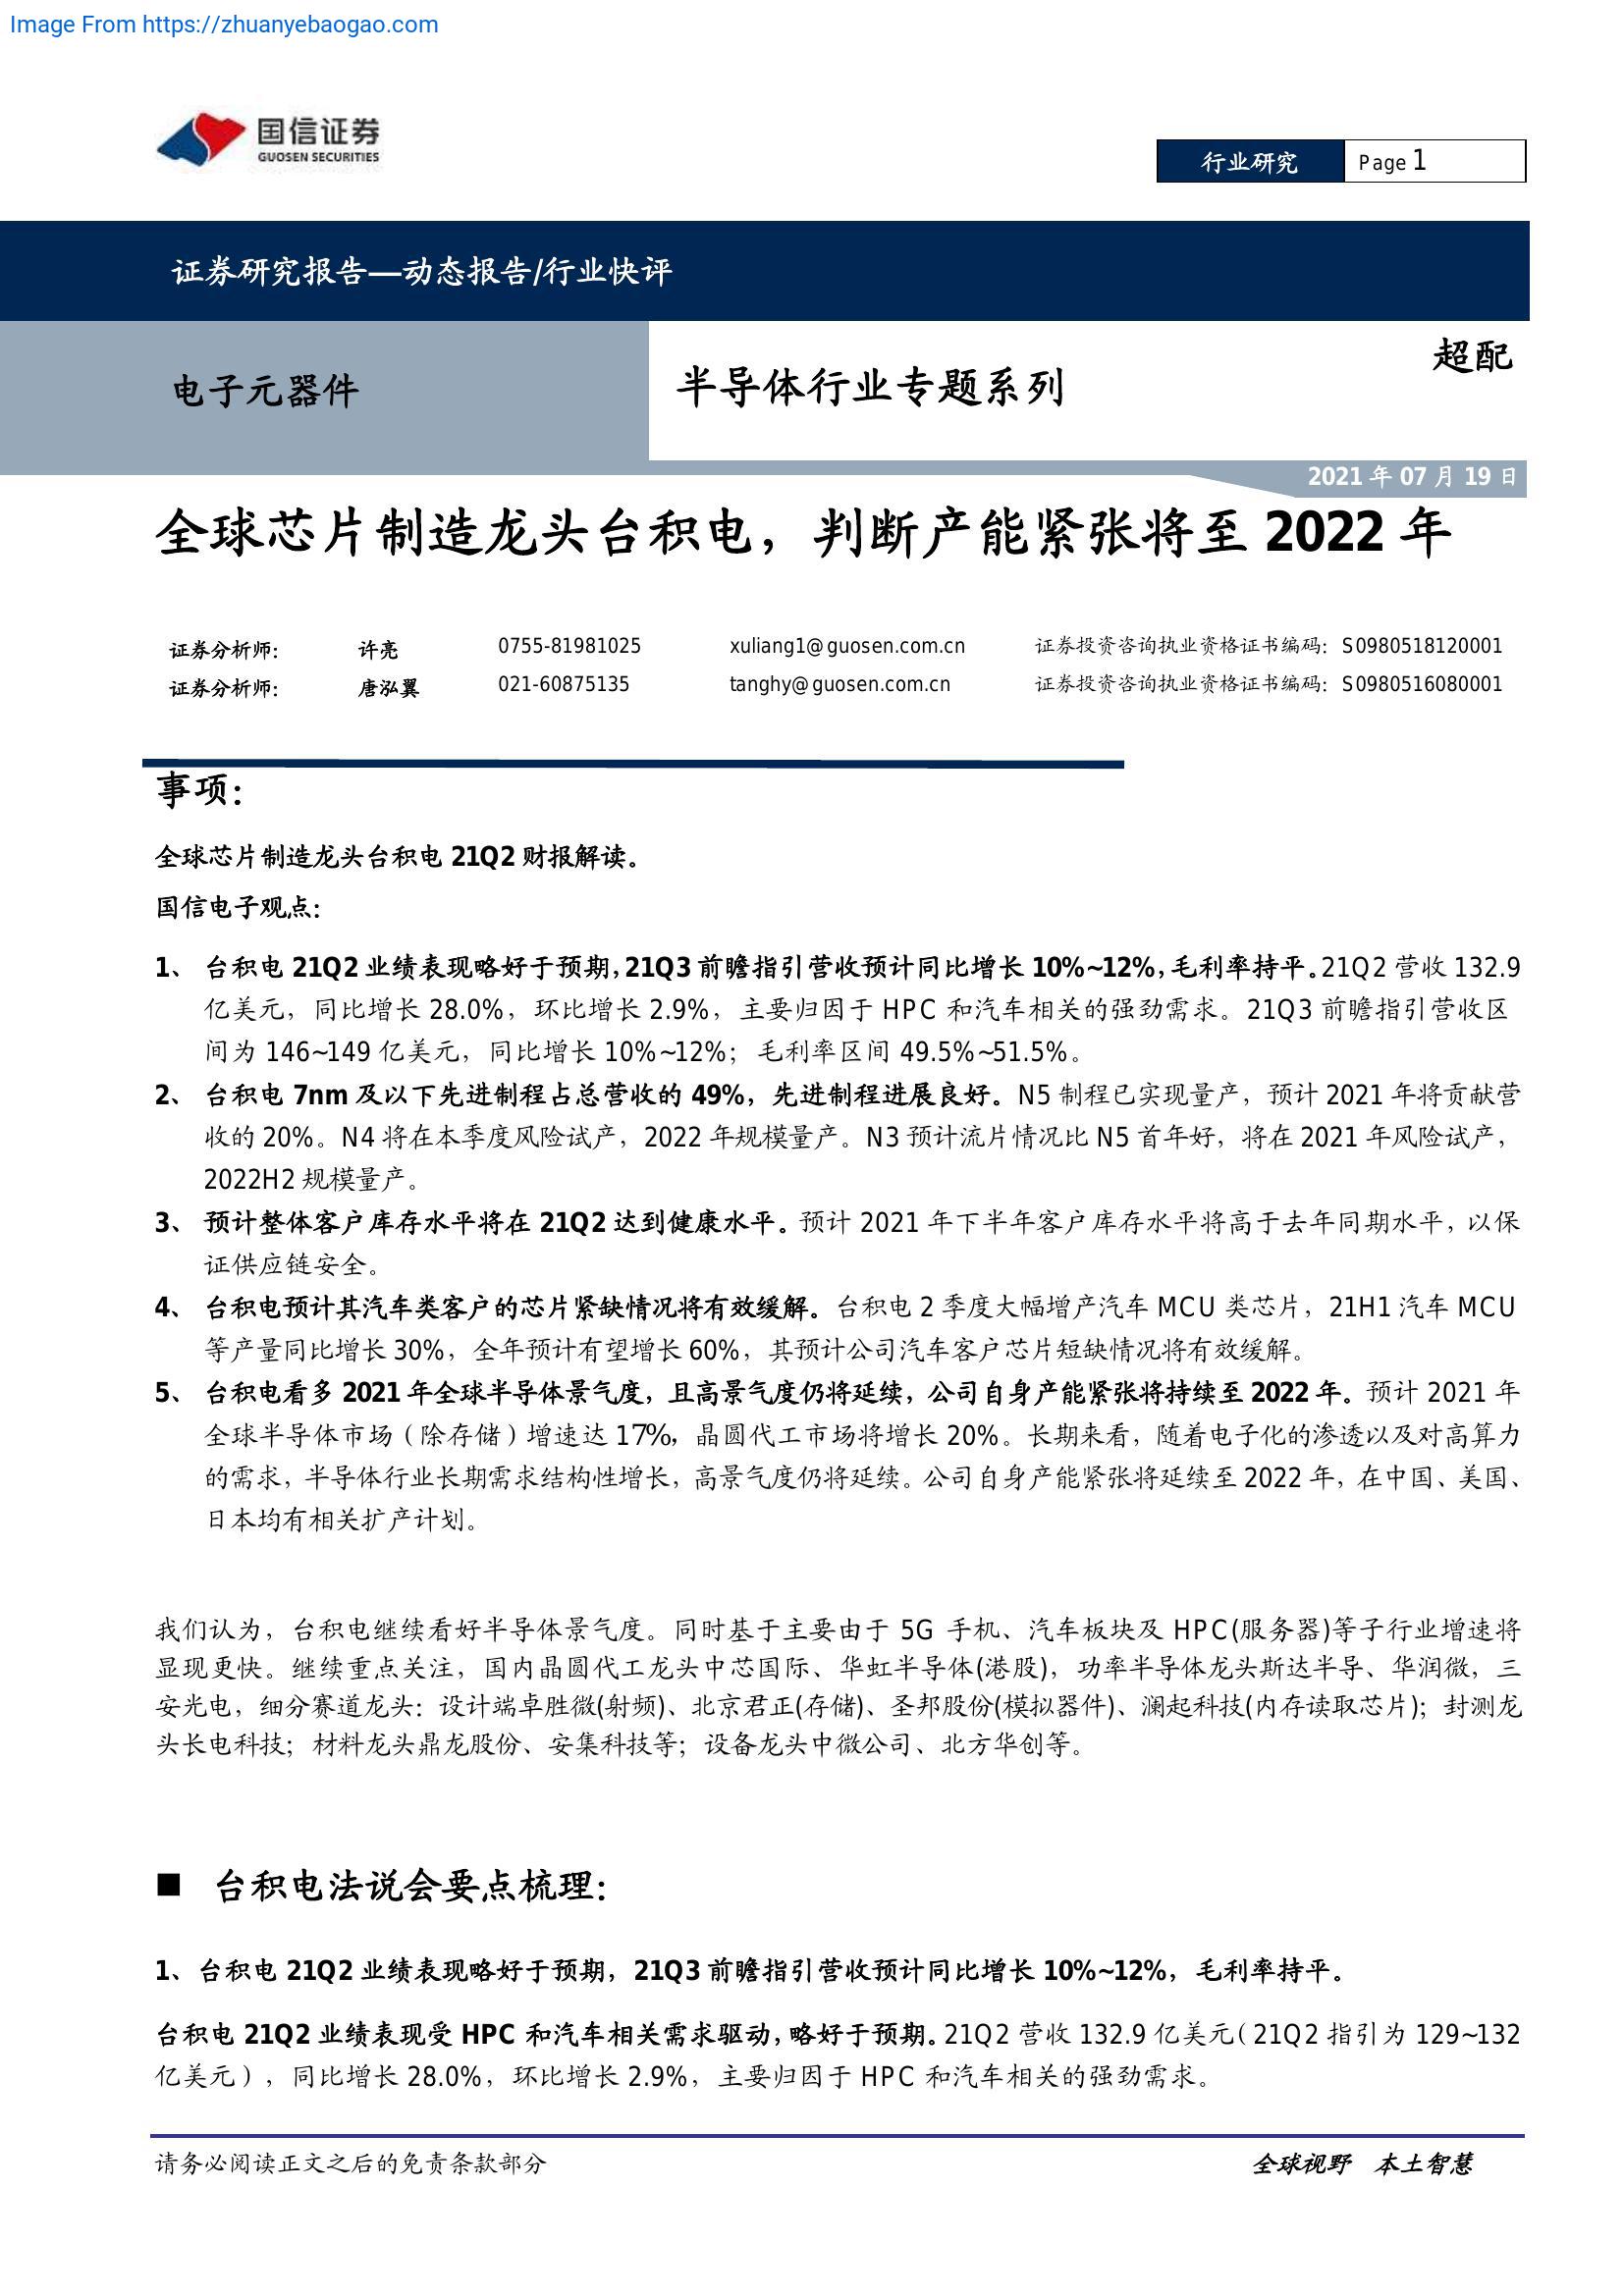 Image From https://zhuanyebaogao.com
国信证券
GUOSEN SECURITIES
行业研究 Page 1
证券研究报告—动态报告/行业快评
电子元器件 半导体行业专题系列 超配
2021 年 07 月 19 日
全球芯片制造龙头台积电，判断产能紧张将至 2022 年
证券分析师： 许亮 0755-81981025 xuliang1@guosen.com.cn 证券投资咨询执业资格证书编码：S0980518120001
证券分析师： 唐泓翼 021-60875135 tanghy@guosen.com.cn 证券投资咨询执业资格证书编码：S0980516080001
事项：
全球芯片制造龙头台积电 21Q2 财报解读。
国信电子观点：
1、 台积电 21Q2 业绩表现略好于预期，21Q3 前瞻指引营收预计同比增长 10%~12%，毛利率持平。21Q2 营收 132.9
亿美元，同比增长 28.0%，环比增长 2.9%，主要归因于 HPC 和汽车相关的强劲需求。21Q3 前瞻指引营收区
间为 146~149 亿美元，同比增长 10%~12%；毛利率区间 49.5%~51.5%。
2、 台积电 7nm 及以下先进制程占总营收的 49%，先进制程进展良好。N5 制程已实现量产，预计 2021 年将贡献营
收的 20%。N4 将在本季度风险试产，2022 年规模量产。N3 预计流片情况比 N5 首年好，将在 2021 年风险试产，
2022H2 规模量产。
3、 预计整体客户库存水平将在 21Q2 达到健康水平。预计 2021 年下半年客户库存水平将高于去年同期水平，以保
证供应链安全。
4、 台积电预计其汽车类客户的芯片紧缺情况将有效缓解。台积电 2 季度大幅增产汽车 MCU 类芯片，21H1 汽车 MCU
等产量同比增长 30%，全年预计有望增长 60%，其预计公司汽车客户芯片短缺情况将有效缓解。
5、 台积电看多 2021 年全球半导体景气度，且高景气度仍将延续，公司自身产能紧张将持续至 2022 年。预计 2021 年
全球半导体市场（除存储）增速达 17%，晶圆代工市场将增长 20%。长期来看，随着电子化的渗透以及对高算力
的需求，半导体行业长期需求结构性增长，高景气度仍将延续。公司自身产能紧张将延续至 2022 年，在中国、美国、
日本均有相关扩产计划。
我们认为，台积电继续看好半导体景气度。同时基于主要由于 5G 手机、汽车板块及 HPC(服务器)等子行业增速将
显现更快。继续重点关注，国内晶圆代工龙头中芯国际、华虹半导体(港股)，功率半导体龙头斯达半导、华润微，三
安光电，细分赛道龙头：设计端卓胜微(射频)、北京君正(存储)、圣邦股份(模拟器件)、澜起科技(内存读取芯片)；封测龙
头长电科技；材料龙头鼎龙股份、安集科技等；设备龙头中微公司、北方华创等。
■ 台积电法说会要点梳理：
1、台积电 21Q2 业绩表现略好于预期，21Q3 前瞻指引营收预计同比增长 10%~12%，毛利率持平。
台积电 21Q2 业绩表现受 HPC 和汽车相关需求驱动，略好于预期。21Q2 营收 132.9 亿美元（21Q2 指引为 129~132
亿美元），同比增长 28.0%，环比增长 2.9%，主要归因于 HPC 和汽车相关的强劲需求。
请务必阅读正文之后的免责条款部分 全球视野 本土智慧